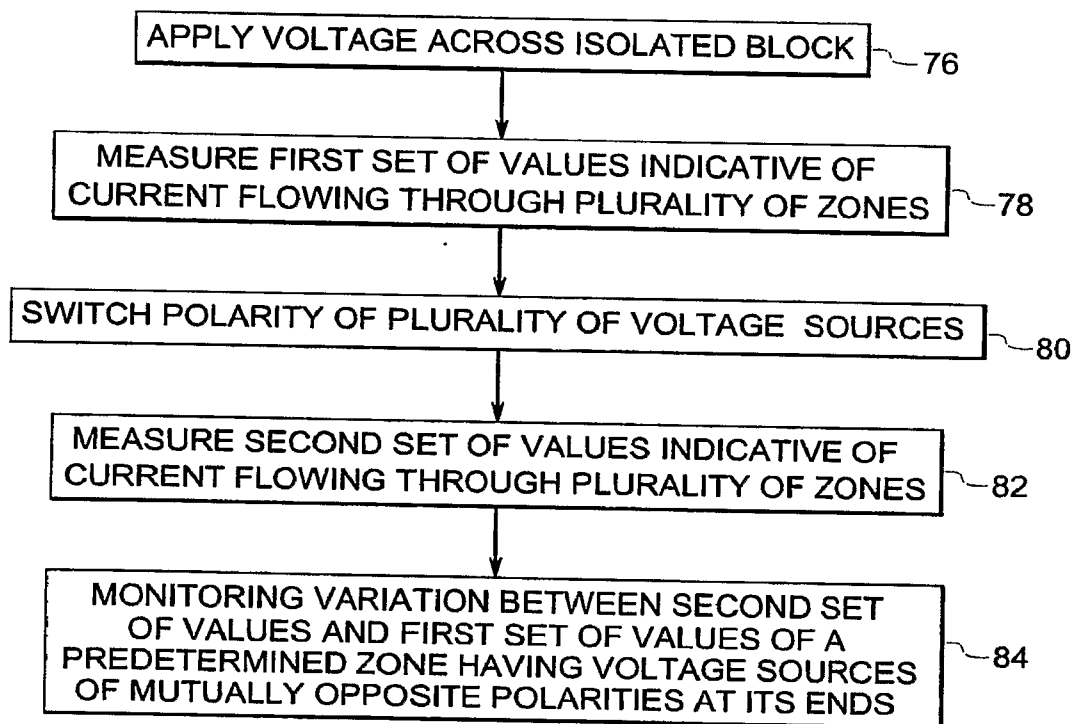 APPLY VOLTAGE ACROSS ISOLATED BLOCK
76
MEASURE FIRST SET OF VALUES INDICATIVE OF
CURRENT FLOWING THROUGH PLURALITY OF ZONES
78
SWITCH POLARITY OF PLURALITY OF VOLTAGE SOURCES
80
MEASURE SECOND SET OF VALUES INDICATIVE OF
CURRENT FLOWING THROUGH PLURALITY OF ZONES
82
MONITORING VARIATION BETWEEN SECOND SET
OF VALUES AND FIRST SET OF VALUES OF A
PREDETERMINED ZONE HAVING VOLTAGE SOURCES
OF MUTUALLY OPPOSITE POLARITIES AT ITS ENDS
84